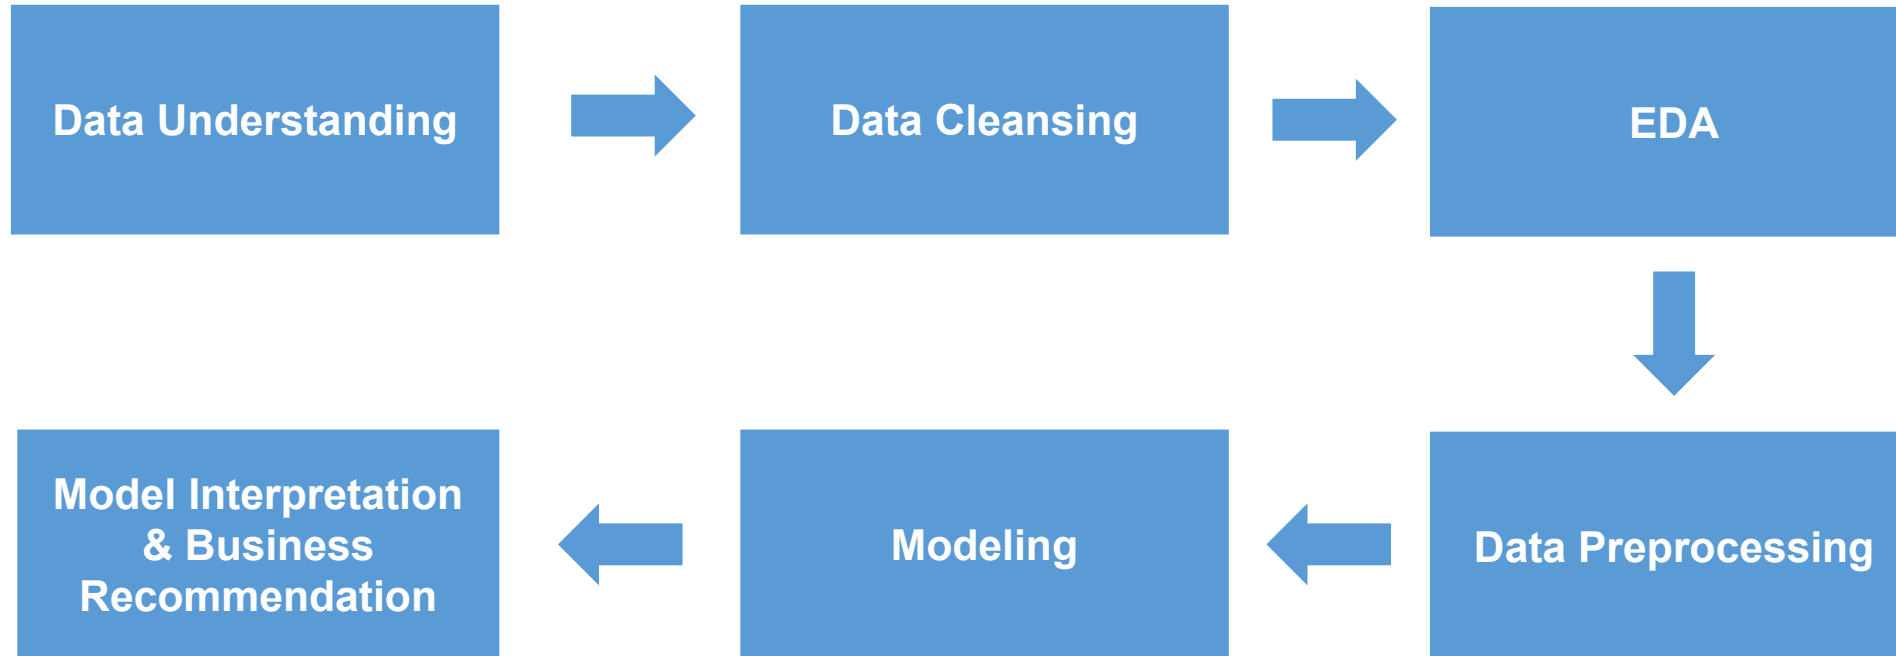 Data Understanding
Data Cleansing
EDA
Data Preprocessing
Modeling
Model Interpretation
& Business
Recommendation